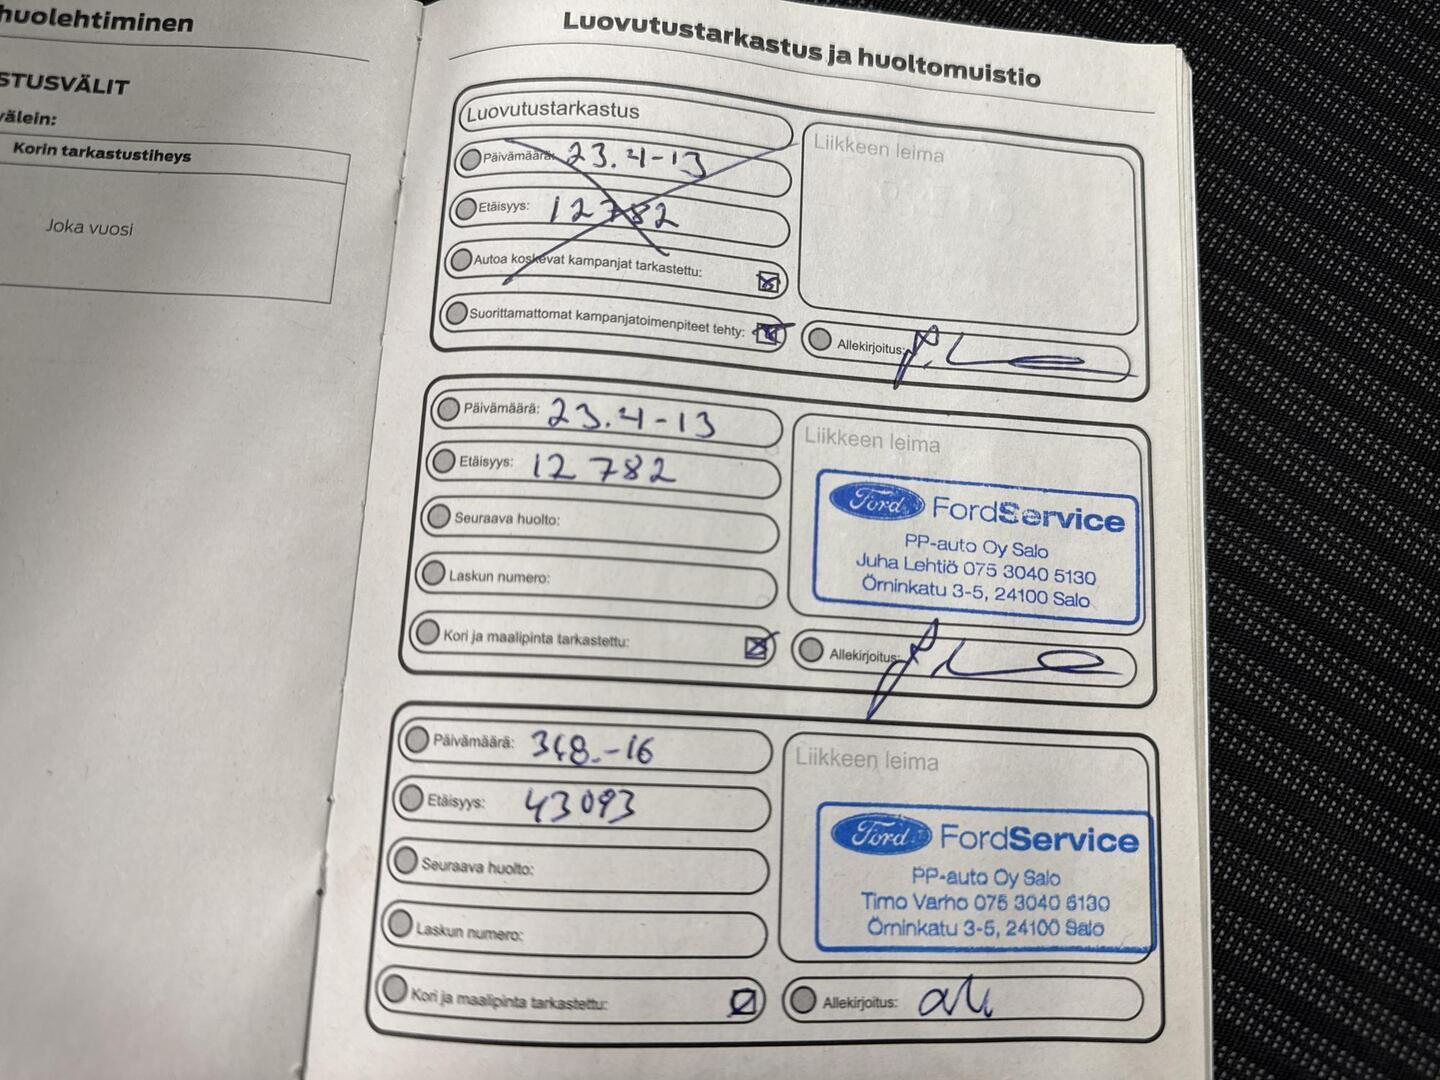 huolehtiminen
STUSVÄLIT
välein:
Korin tarkastustiheys
Joka vuosi
Luovutustarkastus ja huoltomuistio
Luovutustarkastus
Päivämäärä: 23.4-13
Etäisyys: 12782
Autoa koskevat kampanjat tarkastettu:
Suorittamattomat kampanjatoimenpiteet tehty:
Liikkeen leima
Allekirjoitus:
Päivämäärä: 23.4-13
Etäisyys: 12 782
Seuraava huolto:
Laskun numero:
Kori ja maalipinta tarkastettu:
Liikkeen leima
Ford FordService
PP-auto Oy Salo
Juha Lehtiö 075 3040 5130
Örninkatu 3-5, 24100 Salo
Allekirjoitus:
Päivämäärä:
Etäisyys: 43093
Seuraava huolto:
Laskun numero:
Kori ja maalipinta tarkastettu:
Liikkeen leima
Ford FordService
PP-auto Oy Salo
Timo Varho 075 3040 5130
Örninkatu 3-5, 24100 Salo
Allekirjoitus: